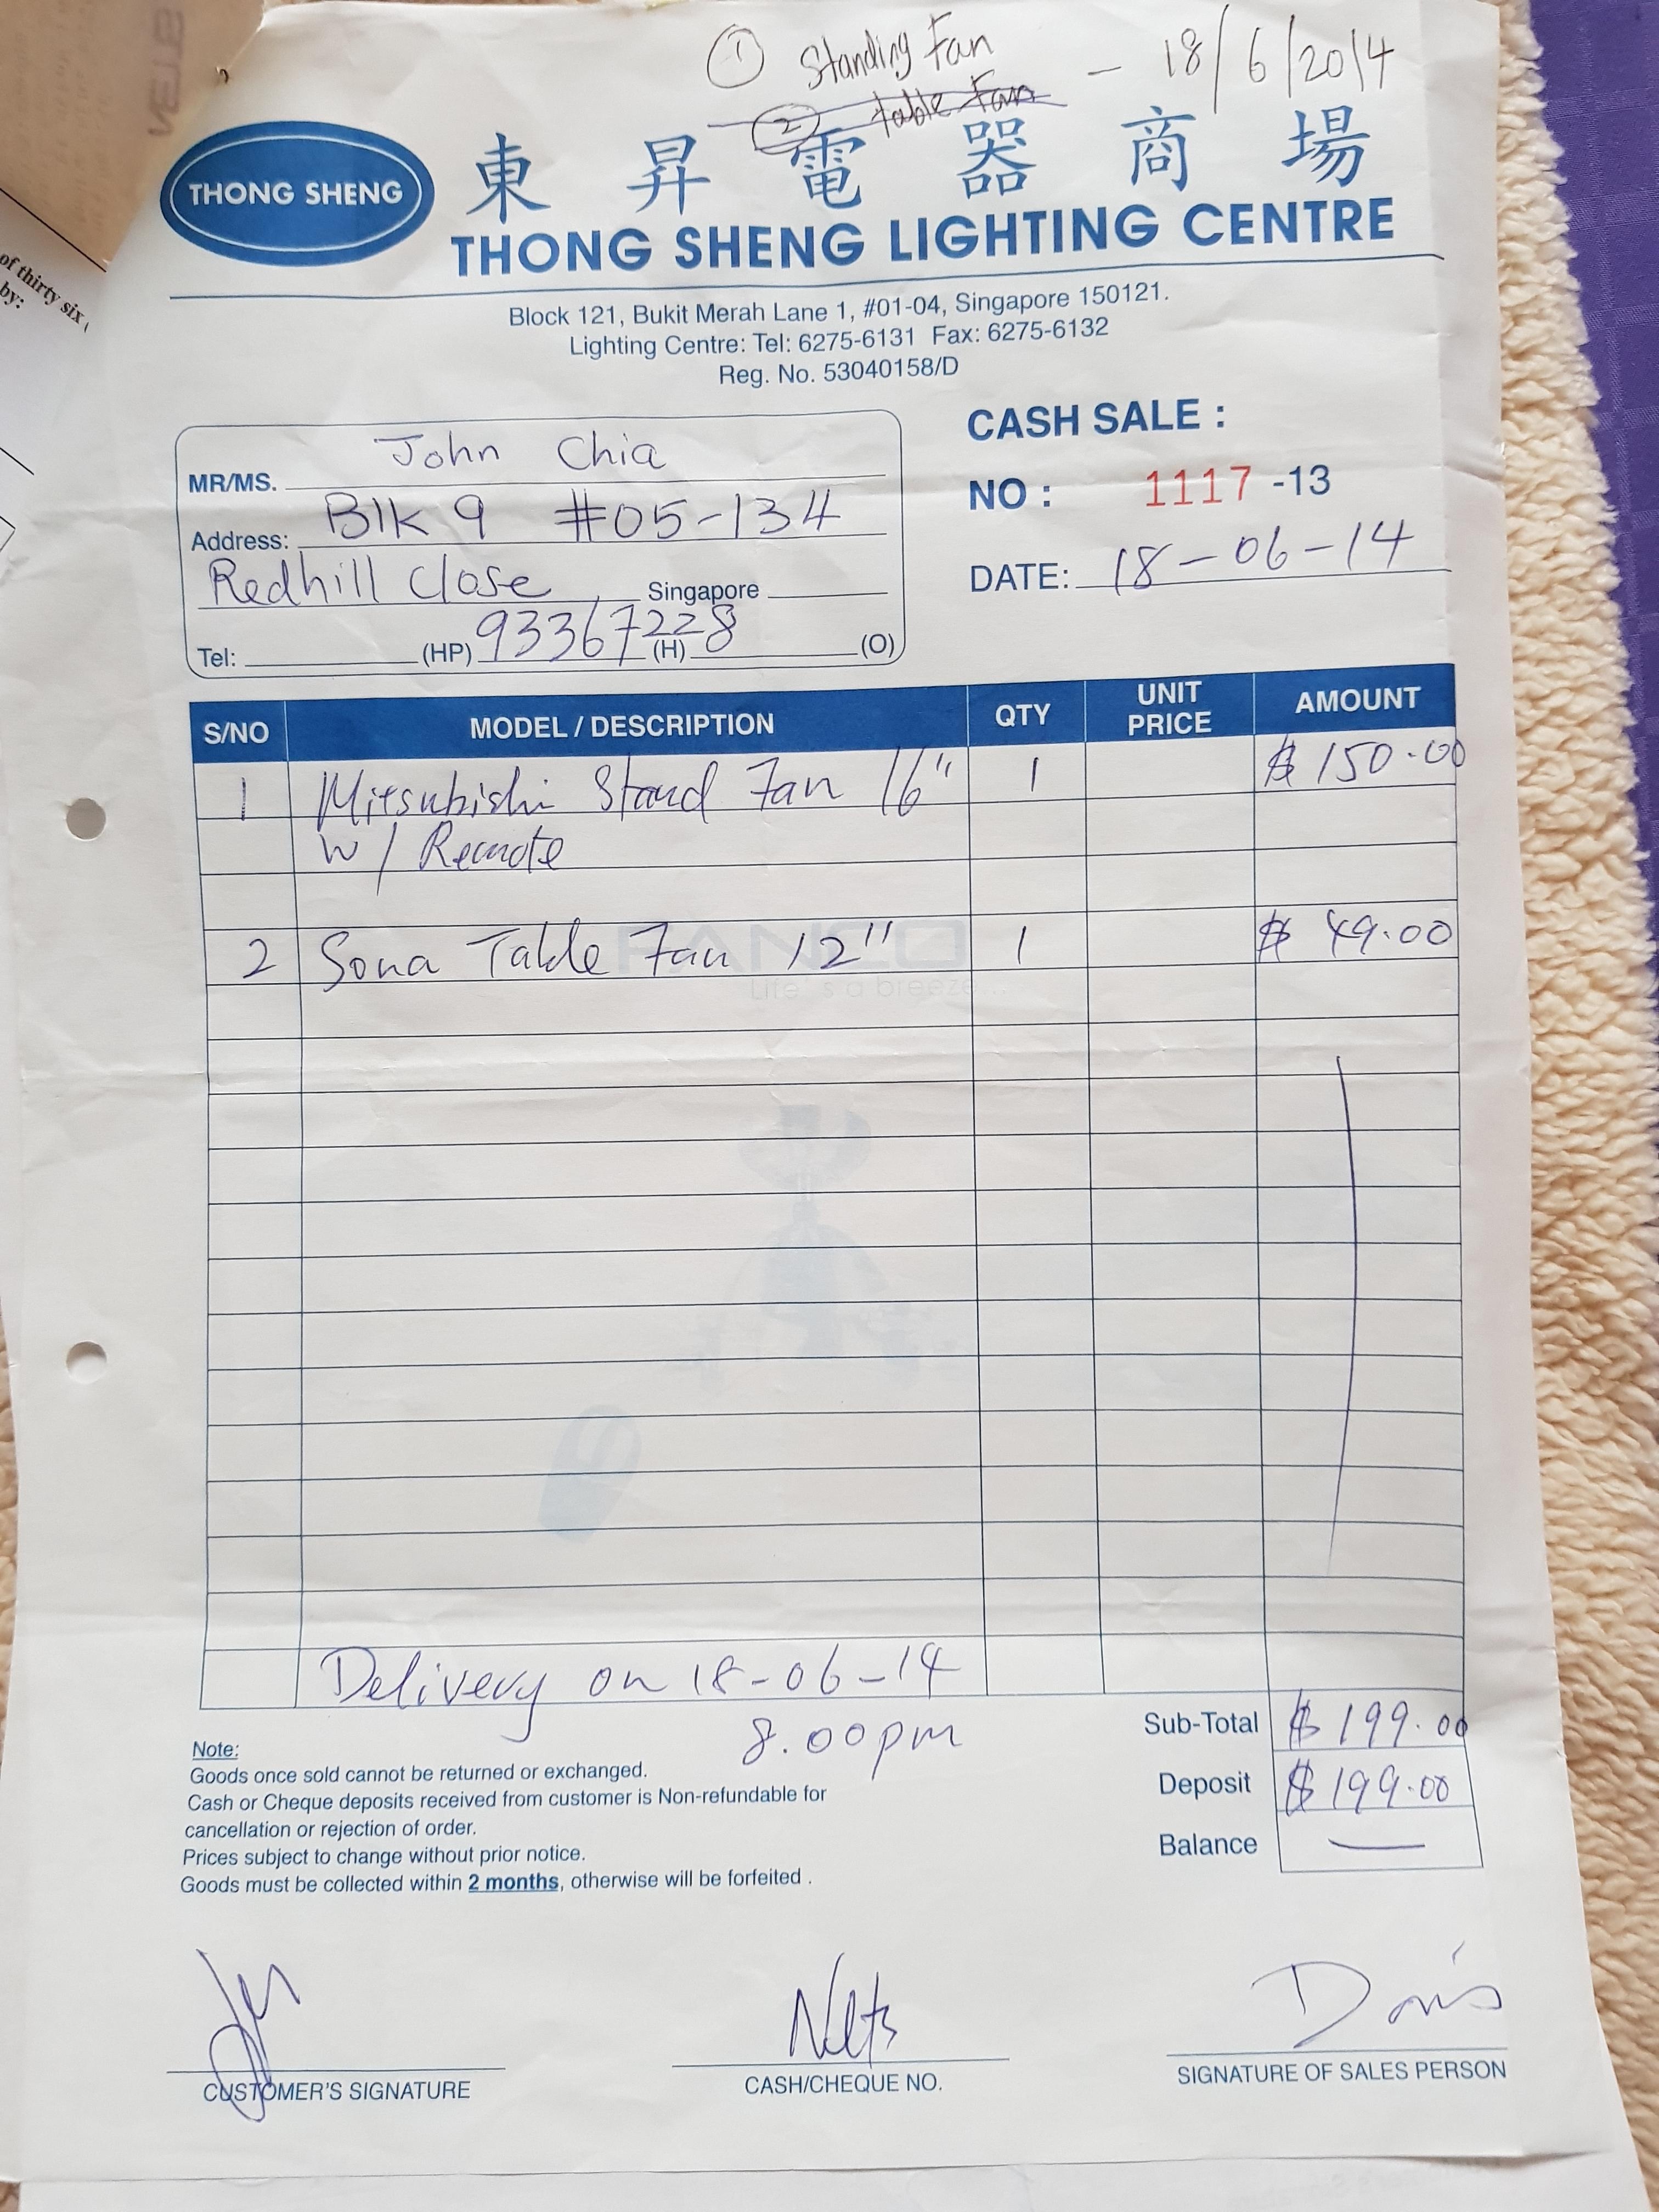 ① Standing Fan
② Table Fan
- 18/6/2014
THONG SHENG
東昇電器商場
THONG SHENG LIGHTING CENTRE
of thirty six
by:
Block 121, Bukit Merah Lane 1, #01-04, Singapore 150121.
Lighting Centre: Tel: 6275-6131 Fax: 6275-6132
Reg. No. 53040158/D
MR/MS. John Chia
Address: Blk 9 #05-134
Redhill Close, Singapore
Tel: (HP) 93367228 (H) (O)
CASH SALE :
NO : 1117 -13
DATE: 18-06-14
S/NO MODEL / DESCRIPTION QTY UNIT PRICE AMOUNT
1 Mitsubishi Stand Fan 16" 1 $150.00
w/ Remote
2 Sona Table Fan 12" 1 $49.00
FANCO
Life's a breeze...
Delivery on 18-06-14
8.00pm
Sub-Total $199.00
Deposit $199.00
Balance —
Note:
Goods once sold cannot be returned or exchanged.
Cash or Cheque deposits received from customer is Non-refundable for
cancellation or rejection of order.
Prices subject to change without prior notice.
Goods must be collected within 2 months, otherwise will be forfeited .
CUSTOMER'S SIGNATURE
Nets
CASH/CHEQUE NO.
Doris
SIGNATURE OF SALES PERSON